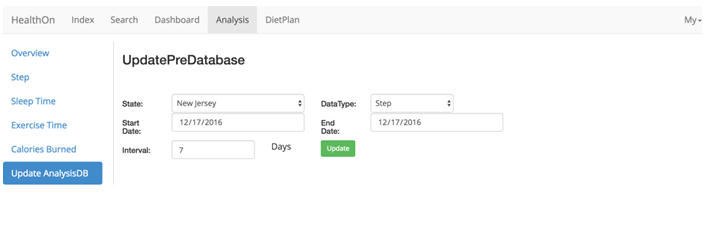 HealthOn Index Search Dashboard Analysis DietPlan My
Overview
Step
Sleep Time
Exercise Time
Calories Burned
Update AnalysisDB
UpdatePreDatabase
State: New Jersey DataType: Step
Start Date: 12/17/2016 End Date: 12/17/2016
Interval: 7 Days Update